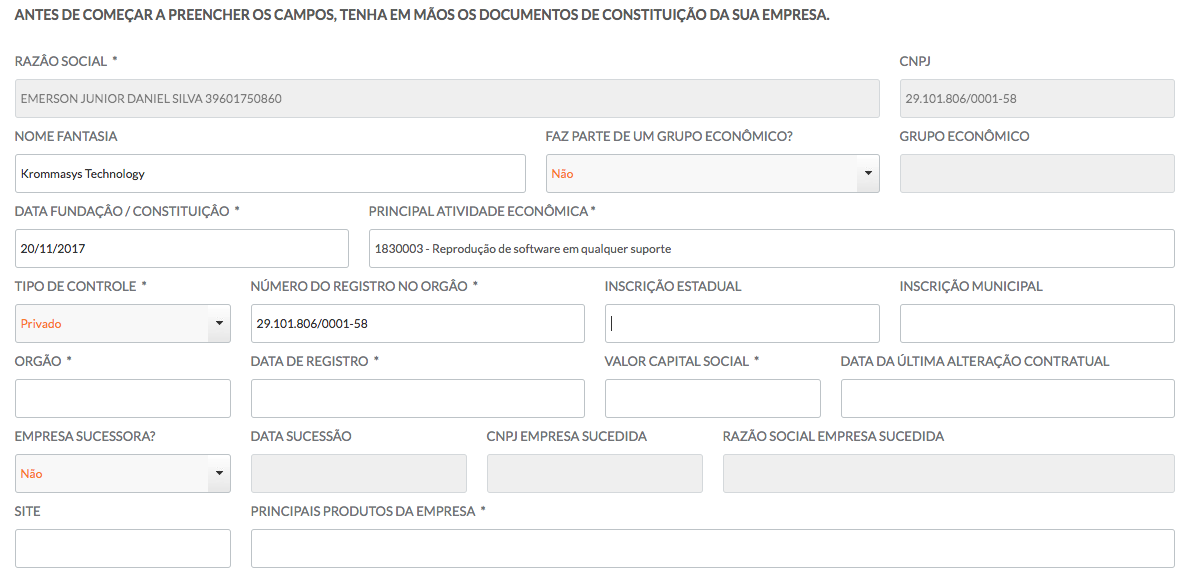 ANTES DE COMEÇAR A PREENCHER OS CAMPOS, TENHA EM MÃOS OS DOCUMENTOS DE CONSTITUIÇÃO DA SUA EMPRESA.
RAZÂO SOCIAL * CNPJ
EMERSON JUNIOR DANIEL SILVA 39601750860 29.101.806/0001-58
NOME FANTASIA FAZ PARTE DE UM GRUPO ECONÔMICO? GRUPO ECONÔMICO
Krommasys Technology Não
DATA FUNDAÇÂO / CONSTITUIÇÂO * PRINCIPAL ATIVIDADE ECONÔMICA *
20/11/2017 1830003 - Reprodução de software em qualquer suporte
TIPO DE CONTROLE * NÚMERO DO REGISTRO NO ORGÂO * INSCRIÇÃO ESTADUAL INSCRIÇÃO MUNICIPAL
Privado 29.101.806/0001-58
ORGÃO * DATA DE REGISTRO * VALOR CAPITAL SOCIAL * DATA DA ÚLTIMA ALTERAÇÃO CONTRATUAL
EMPRESA SUCESSORA? DATA SUCESSÃO CNPJ EMPRESA SUCEDIDA RAZÃO SOCIAL EMPRESA SUCEDIDA
Não
SITE PRINCIPAIS PRODUTOS DA EMPRESA *